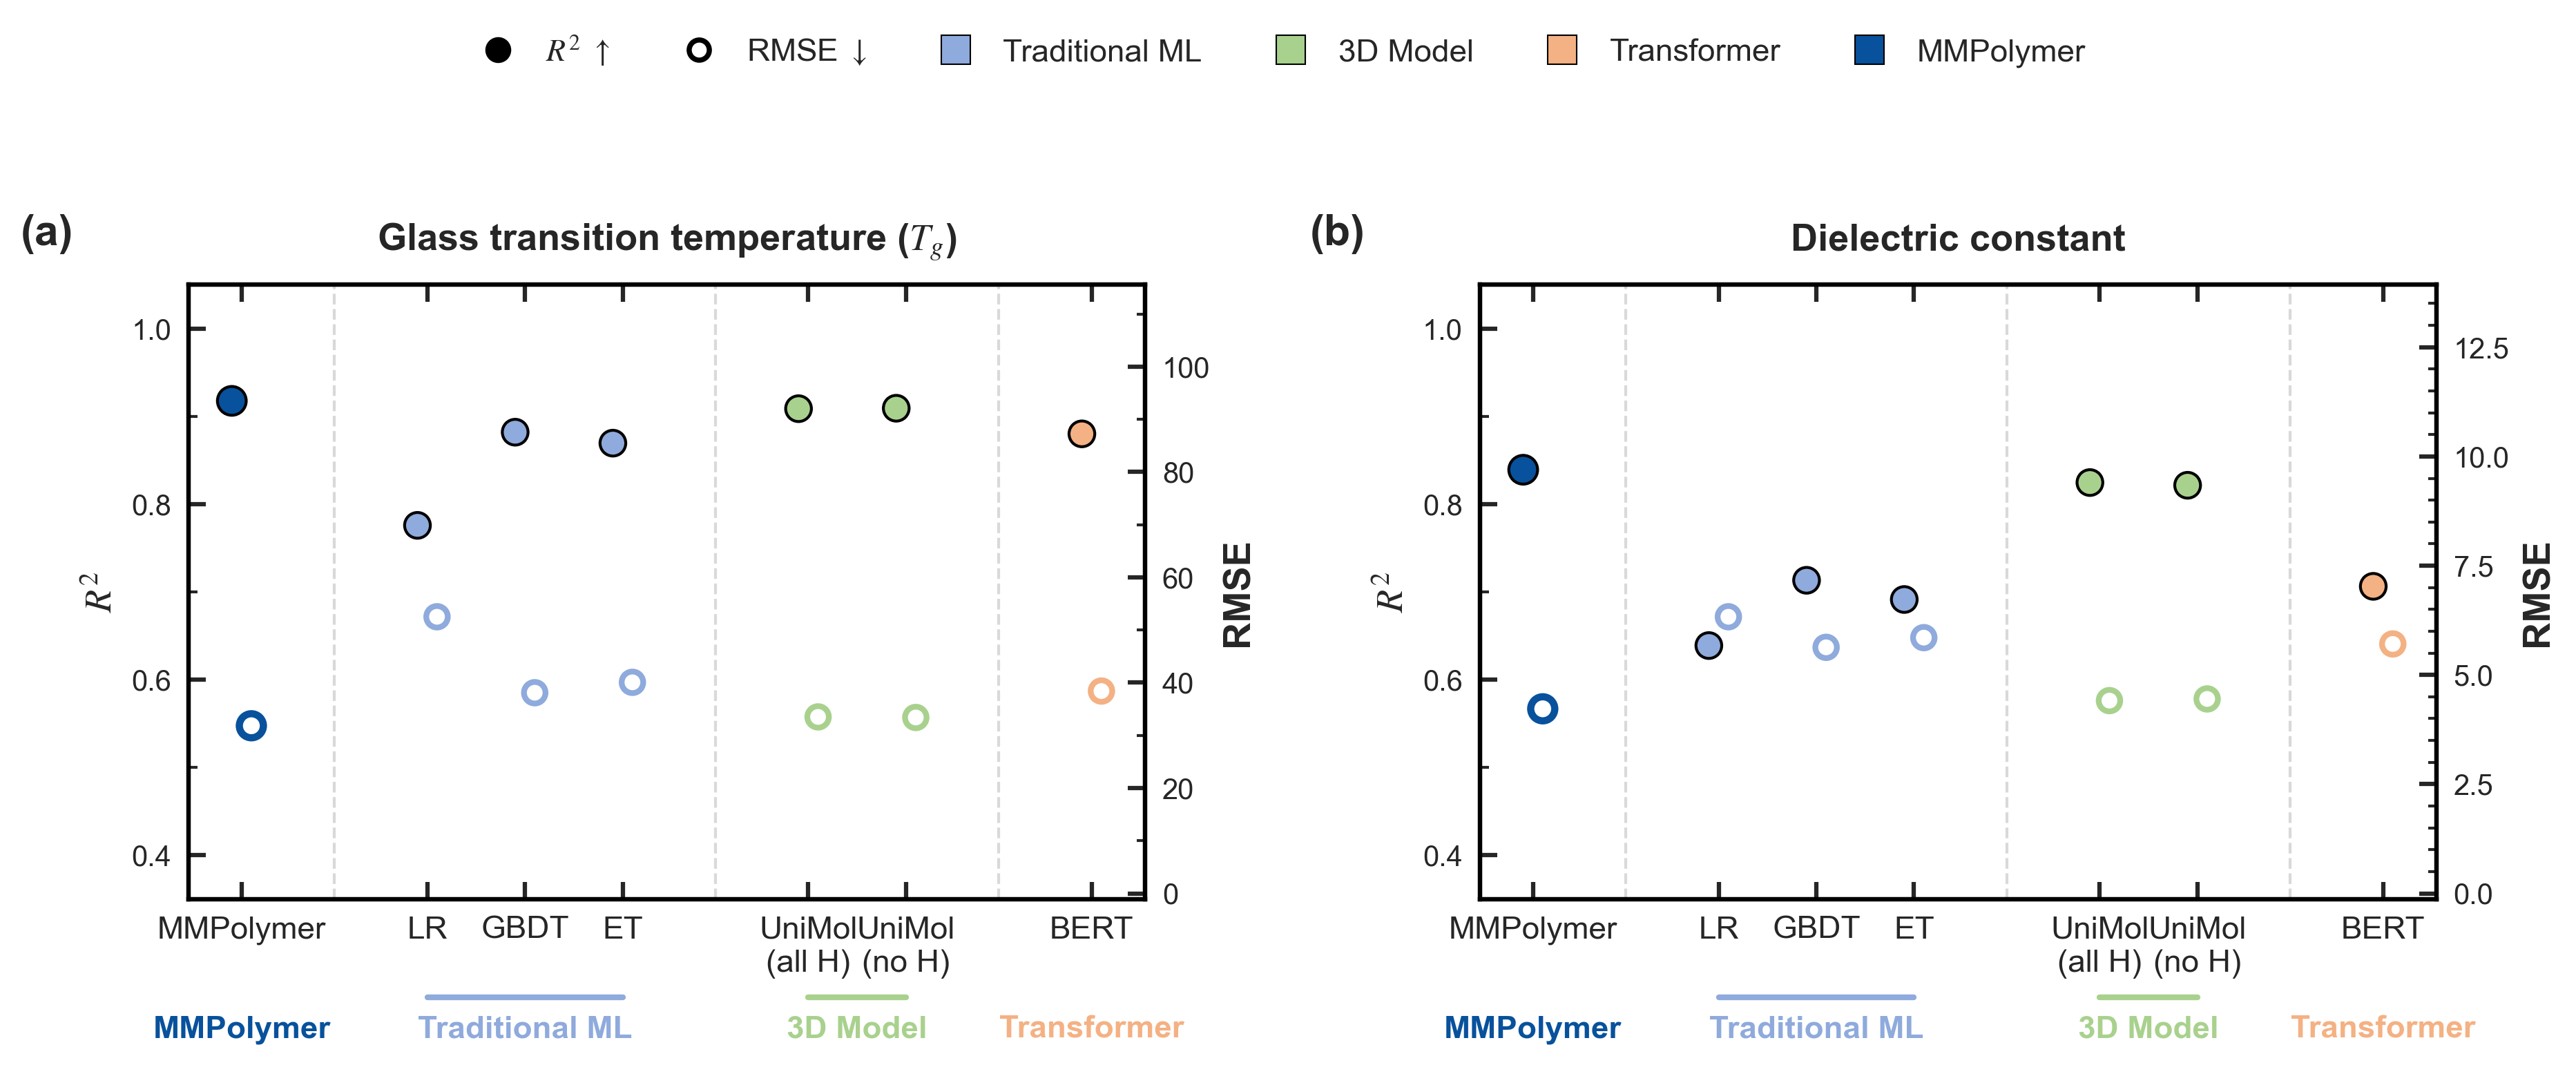 R² ↑ RMSE ↓ Traditional ML 3D Model Transformer MMPolymer
(a) Glass transition temperature (T_g)
1.0
0.8
0.6
0.4
R²
100
80
60
40
20
0
RMSE
MMPolymer LR GBDT ET UniMol UniMol BERT
(all H) (no H)
MMPolymer Traditional ML 3D Model Transformer
(b) Dielectric constant
1.0
0.8
0.6
0.4
R²
12.5
10.0
7.5
5.0
2.5
0.0
RMSE
MMPolymer LR GBDT ET UniMol UniMol BERT
(all H) (no H)
MMPolymer Traditional ML 3D Model Transformer